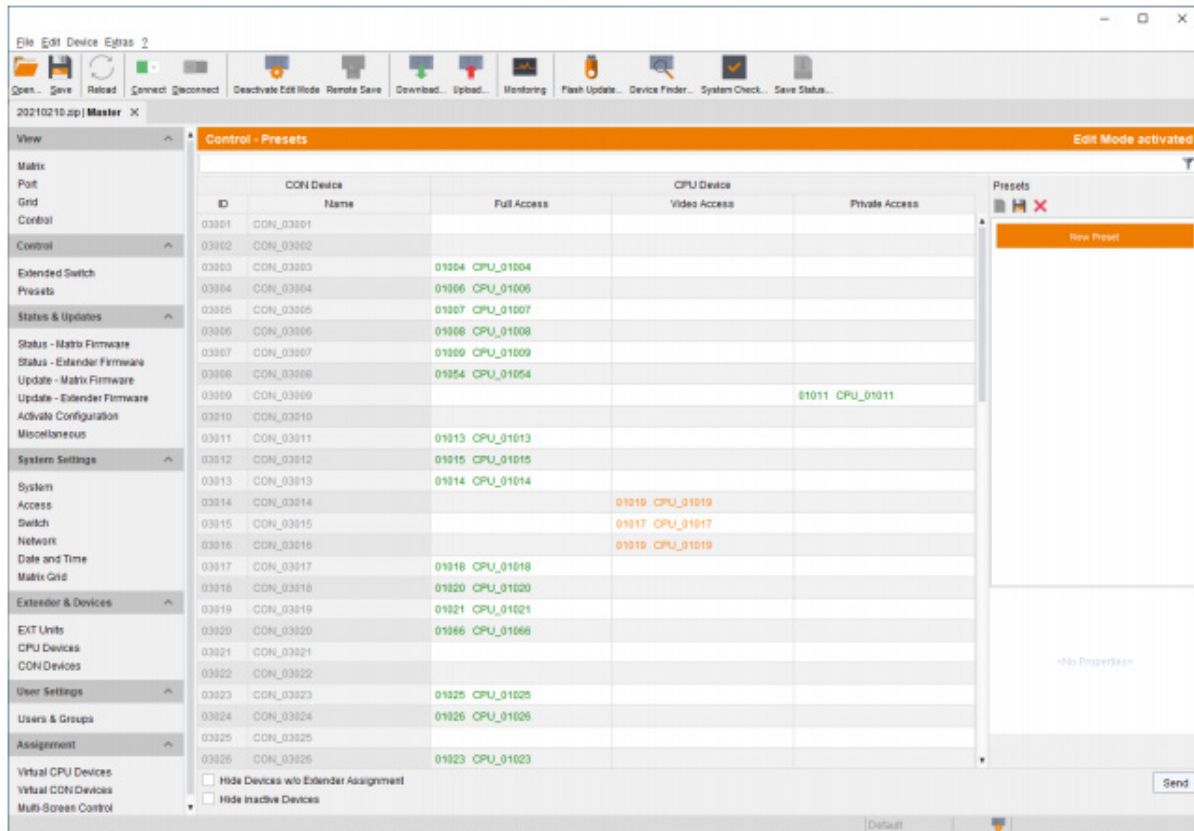 File Edit Device Extras ?
Open... Save Reload Connect Disconnect Deactivate Edit Mode Remote Save Download... Upload... Monitoring Flash Update... Device Finder... System Check... Save Status...
20210210.zip | Master
View
Matrix
Port
Grid
Control
Control
Extended Switch
Presets
Status & Updates
Status - Matrix Firmware
Status - Extender Firmware
Update - Matrix Firmware
Update - Extender Firmware
Activate Configuration
Miscellaneous
System Settings
System
Access
Switch
Network
Date and Time
Matrix Grid
Extender & Devices
EXT Units
CPU Devices
CON Devices
User Settings
Users & Groups
Assignment
Virtual CPU Devices
Virtual CON Devices
Multi-Screen Control
Control - Presets Edit Mode activated
CON Device CPU Device
ID Name Full Access Video Access Private Access
03001 CON_03001
03002 CON_03002
03003 CON_03003 01004 CPU_01004
03004 CON_03004 01006 CPU_01006
03005 CON_03005 01007 CPU_01007
03006 CON_03006 01008 CPU_01008
03007 CON_03007 01009 CPU_01009
03008 CON_03008 01054 CPU_01054
03009 CON_03009 01011 CPU_01011
03010 CON_03010
03011 CON_03011 01013 CPU_01013
03012 CON_03012 01015 CPU_01015
03013 CON_03013 01014 CPU_01014
03014 CON_03014 01019 CPU_01019
03015 CON_03015 01017 CPU_01017
03016 CON_03016 01019 CPU_01019
03017 CON_03017 01018 CPU_01018
03018 CON_03018 01020 CPU_01020
03019 CON_03019 01021 CPU_01021
03020 CON_03020 01066 CPU_01066
03021 CON_03021
03022 CON_03022
03023 CON_03023 01025 CPU_01025
03024 CON_03024 01026 CPU_01026
03025 CON_03025
03026 CON_03026 01023 CPU_01023
Hide Devices w/o Extender Assignment
Hide inactive Devices
Presets
New Preset
<No Properties>
Send
Default